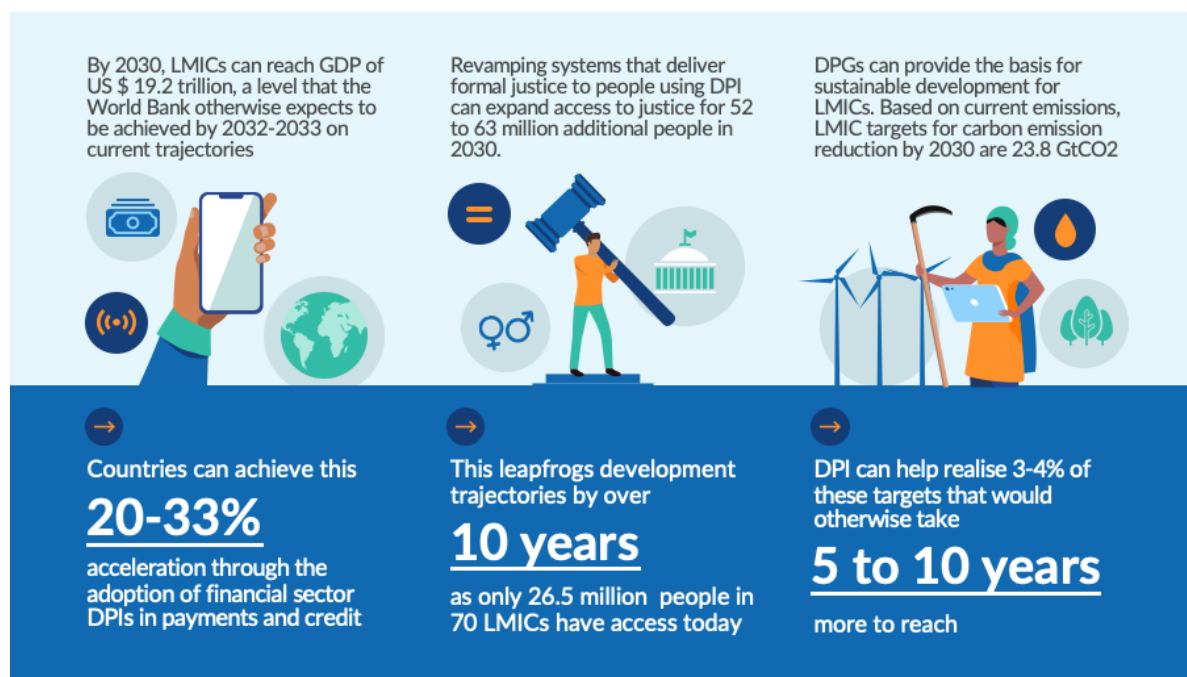 By 2030, LMICs can reach GDP of
US $ 19.2 trillion, a level that the
World Bank otherwise expects to
be achieved by 2032-2033 on
current trajectories
Countries can achieve this
20-33%
acceleration through the
adoption of financial sector
DPIs in payments and credit
Revamping systems that deliver
formal justice to people using DPI
can expand access to justice for 52
to 63 million additional people in
2030.
This leapfrogs development
trajectories by over
10 years
as only 26.5 million people in
70 LMICs have access today
DPGs can provide the basis for
sustainable development for
LMICs. Based on current emissions,
LMIC targets for carbon emission
reduction by 2030 are 23.8 GtCO2
DPI can help realise 3-4% of
these targets that would
otherwise take
5 to 10 years
more to reach